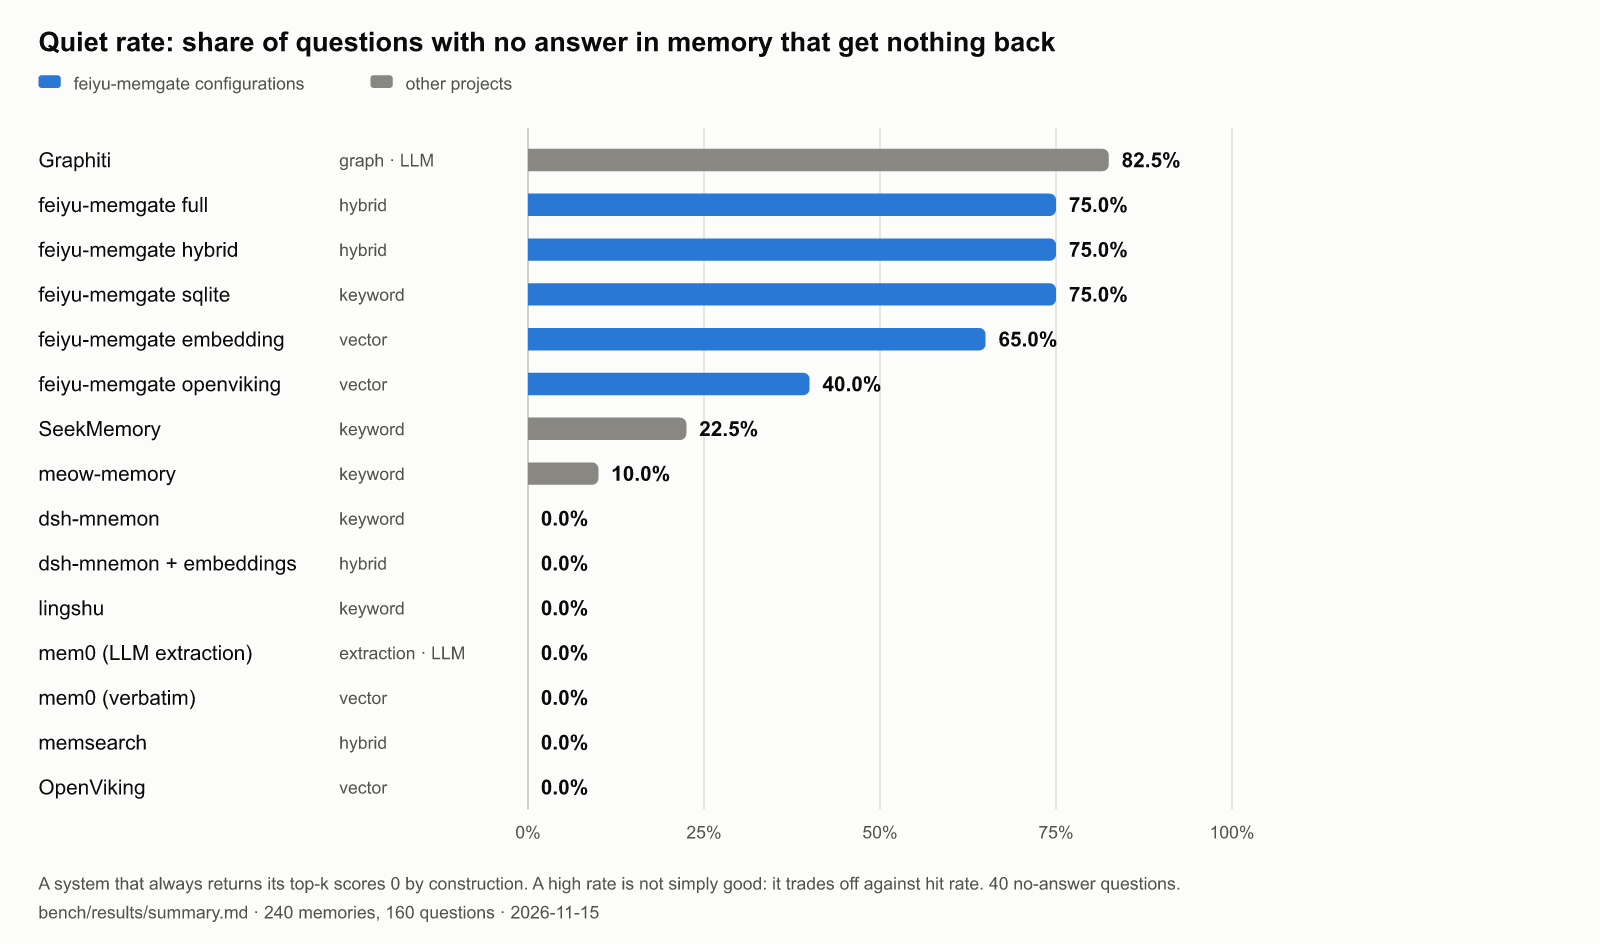 Quiet rate: share of questions with no answer in memory that get nothing back
feiyu-memgate configurations other projects
Graphiti graph · LLM 82.5%
feiyu-memgate full hybrid 75.0%
feiyu-memgate hybrid hybrid 75.0%
feiyu-memgate sqlite keyword 75.0%
feiyu-memgate embedding vector 65.0%
feiyu-memgate openviking vector 40.0%
SeekMemory keyword 22.5%
meow-memory keyword 10.0%
dsh-mnemon keyword 0.0%
dsh-mnemon + embeddings hybrid 0.0%
lingshu keyword 0.0%
mem0 (LLM extraction) extraction · LLM 0.0%
mem0 (verbatim) vector 0.0%
memsearch hybrid 0.0%
OpenViking vector 0.0%
0% 25% 50% 75% 100%
A system that always returns its top-k scores 0 by construction. A high rate is not simply good: it trades off against hit rate. 40 no-answer questions.
bench/results/summary.md · 240 memories, 160 questions · 2026-11-15